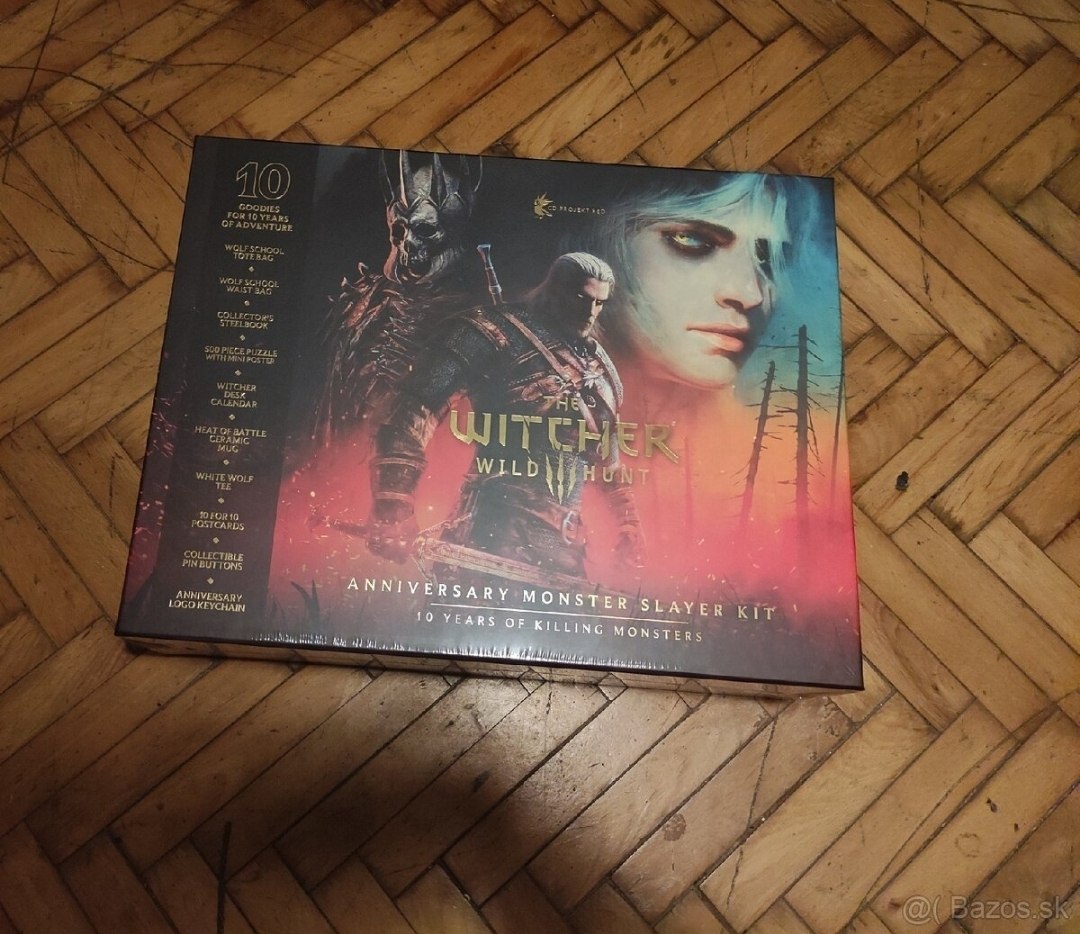 10
GOODIES
FOR 10 YEARS
OF ADVENTURE
WOLF SCHOOL
TOTE BAG
WOLF SCHOOL
WAIST BAG
COLLECTOR'S
STEELBOOK
500 PIECE PUZZLE
WITH MINI POSTER
WITCHER
DESK
CALENDAR
HEAT OF BATTLE
CERAMIC
MUG
WHITE WOLF
TEE
10 FOR 10
POSTCARDS
COLLECTIBLE
PIN BUTTONS
ANNIVERSARY
LOGO KEYCHAIN
CD PROJEKT RED
THE
WITCHER
WILD III HUNT
ANNIVERSARY MONSTER SLAYER KIT
10 YEARS OF KILLING MONSTERS
@( Bazos.sk